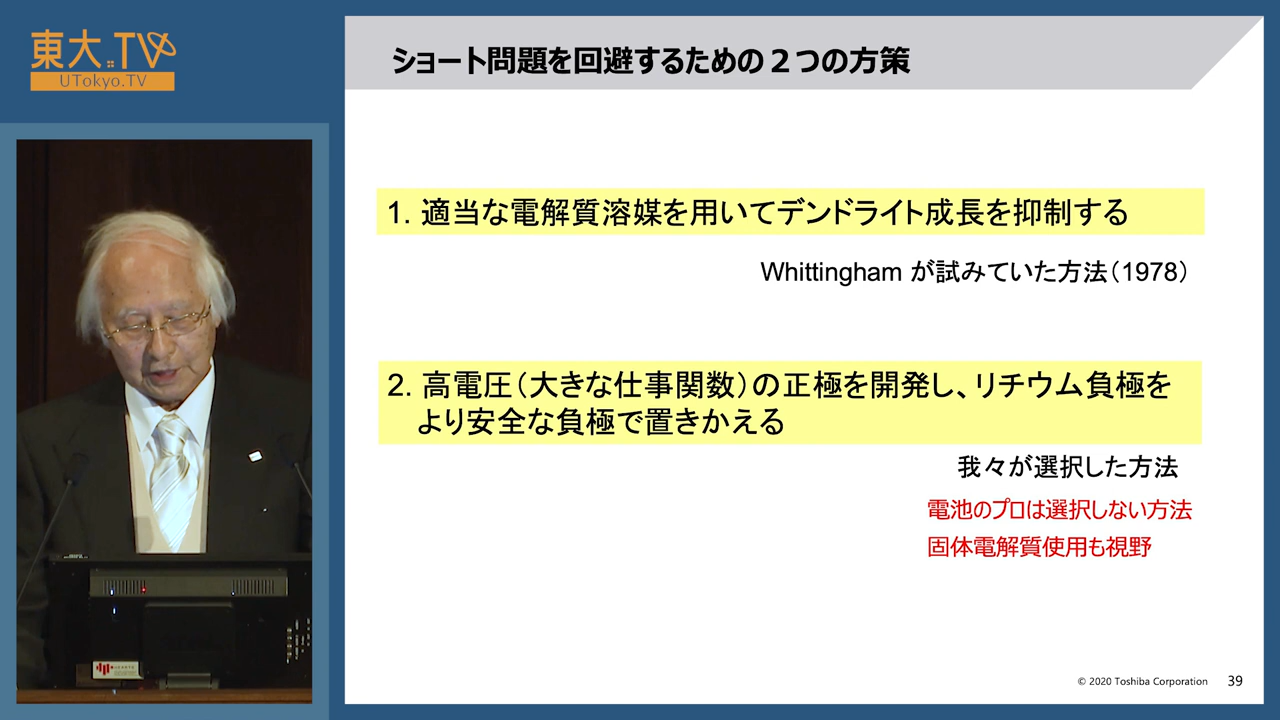 東大.TV
UTokyo.TV
ショート問題を回避するための２つの方策
1. 適当な電解質溶媒を用いてデンドライト成長を抑制する
Whittingham が試みていた方法（1978）
2. 高電圧（大きな仕事関数）の正極を開発し、リチウム負極を
より安全な負極で置きかえる
我々が選択した方法
電池のプロは選択しない方法
固体電解質使用も視野
© 2020 Toshiba Corporation 39